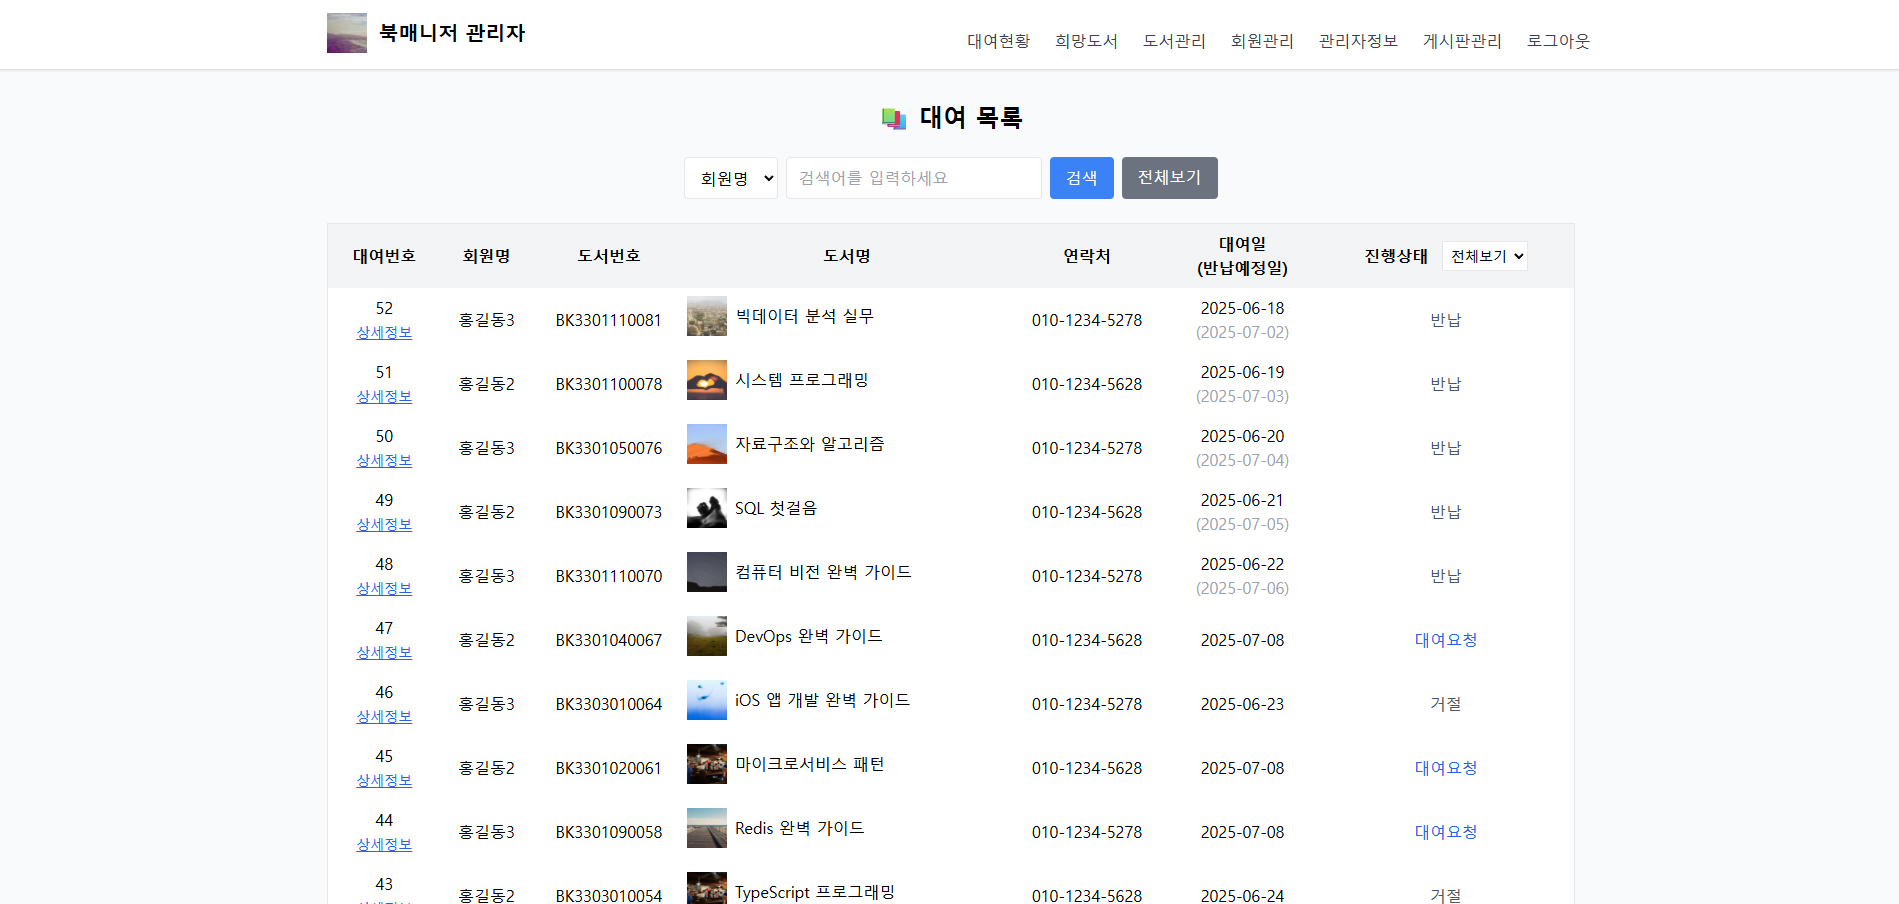 북매니저 관리자
대여현황 희망도서 도서관리 회원관리 관리자정보 게시판관리 로그아웃
대여 목록
회원명 검색어를 입력하세요 검색 전체보기
대여번호 회원명 도서번호 도서명 연락처 대여일 (반납예정일) 진행상태 전체보기
52 상세정보 홍길동3 BK3301110081 빅데이터 분석 실무 010-1234-5278 2025-06-18 (2025-07-02) 반납
51 상세정보 홍길동2 BK3301100078 시스템 프로그래밍 010-1234-5628 2025-06-19 (2025-07-03) 반납
50 상세정보 홍길동3 BK3301050076 자료구조와 알고리즘 010-1234-5278 2025-06-20 (2025-07-04) 반납
49 상세정보 홍길동2 BK3301090073 SQL 첫걸음 010-1234-5628 2025-06-21 (2025-07-05) 반납
48 상세정보 홍길동3 BK3301110070 컴퓨터 비전 완벽 가이드 010-1234-5278 2025-06-22 (2025-07-06) 반납
47 상세정보 홍길동2 BK3301040067 DevOps 완벽 가이드 010-1234-5628 2025-07-08 대여요청
46 상세정보 홍길동3 BK3303010064 iOS 앱 개발 완벽 가이드 010-1234-5278 2025-06-23 거절
45 상세정보 홍길동2 BK3301020061 마이크로서비스 패턴 010-1234-5628 2025-07-08 대여요청
44 상세정보 홍길동3 BK3301090058 Redis 완벽 가이드 010-1234-5278 2025-07-08 대여요청
43 홍길동2 BK3303010054 TypeScript 프로그래밍 010-1234-5628 2025-06-24 거절